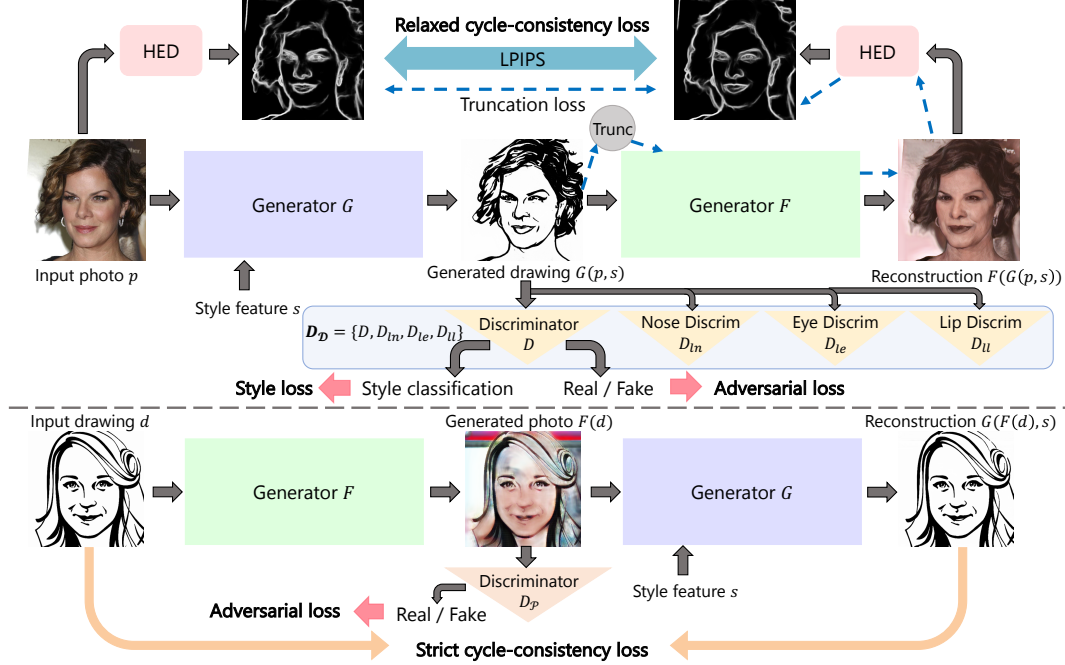 Relaxed cycle-consistency loss
HED
LPIPS
HED
Truncation loss
Trunc
Generator G
Generator F
Input photo p
Generated drawing G(p, s)
Reconstruction F(G(p, s))
Style feature s
D_𝒟 = {D, D_ln, D_le, D_ll}
Discriminator
D
Nose Discrim
D_ln
Eye Discrim
D_le
Lip Discrim
D_ll
Style loss
Style classification
Real / Fake
Adversarial loss
Input drawing d
Generated photo F(d)
Reconstruction G(F(d), s)
Generator F
Generator G
Discriminator
D_𝒫
Style feature s
Adversarial loss
Real / Fake
Strict cycle-consistency loss